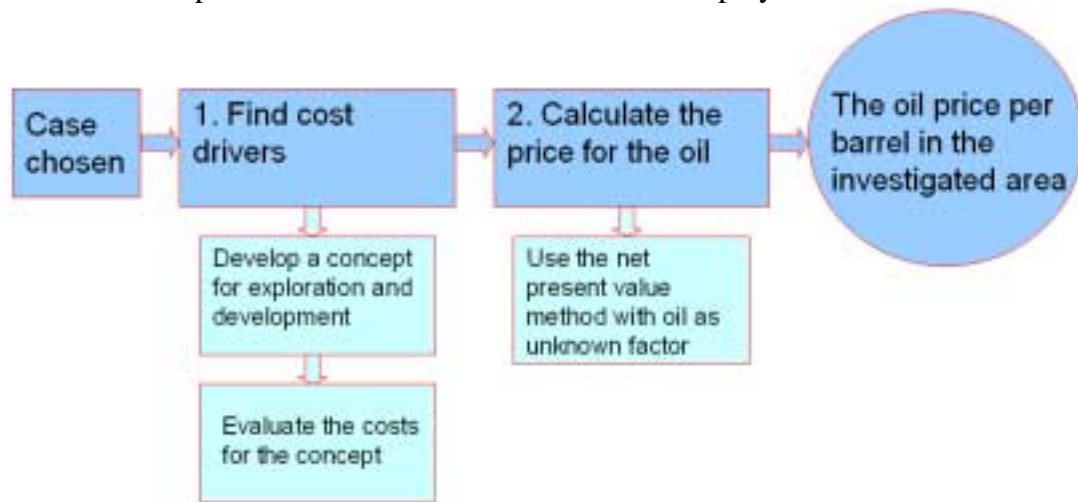 Case
chosen
1. Find cost
drivers
2. Calculate the
price for the oil
The oil price per
barrel in the
investigated area
Develop a concept
for exploration and
development
Use the net
present value
method with oil as
unknown factor
Evaluate the costs
for the concept